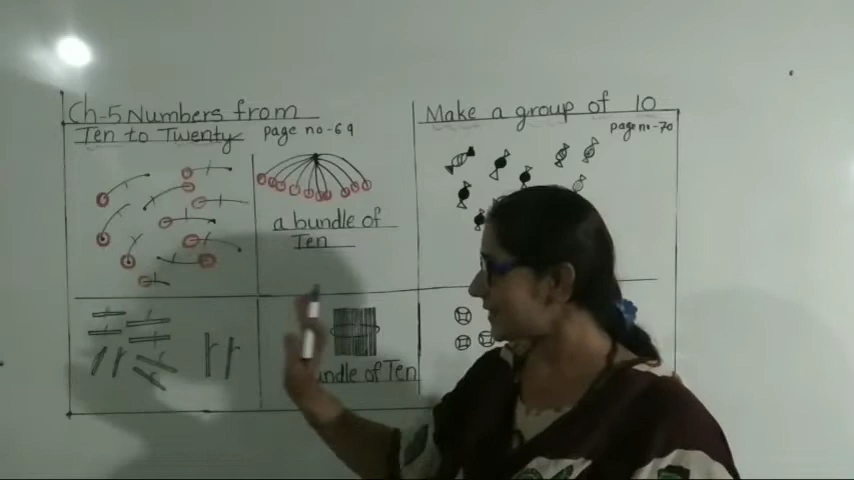 Ch-5 Numbers from
Ten to Twenty page no-69
a bundle of
Ten
of Ten
Make a group of 10
page no-70